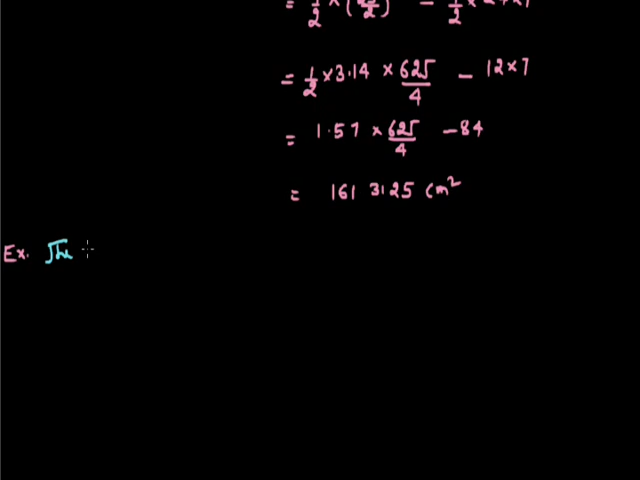 = 1/2 × 3.14 × 625/4 − 12×7
= 1.57 × 625/4 − 84
= 161 3125 cm²
Ex.